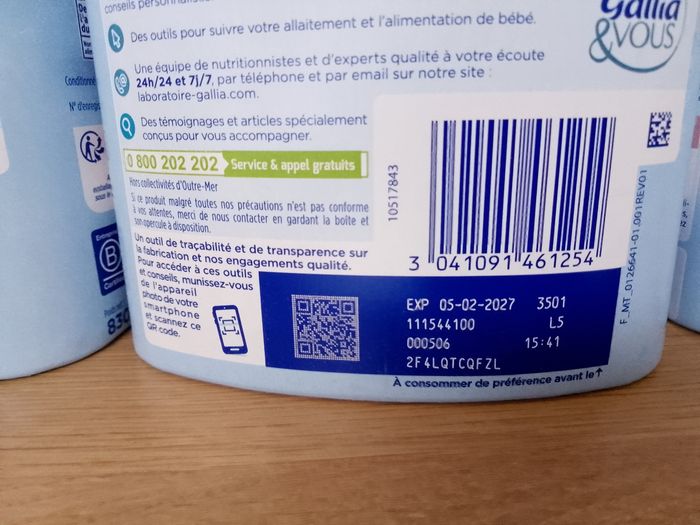 conseils personnalis
Des outils pour suivre votre allaitement et l'alimentation de bébé.
Une équipe de nutritionnistes et d'experts qualité à votre écoute
24h/24 et 7j/7, par téléphone et par email sur notre site :
laboratoire-gallia.com.
Des témoignages et articles spécialement
conçus pour vous accompagner.
0 800 202 202 Service & appel gratuits
Hors collectivités d'Outre-Mer
Si ce produit malgré toutes nos précautions n'est pas conforme
à vos attentes, merci de nous contacter en gardant la boîte et
son opercule à disposition.
Un outil de traçabilité et de transparence sur
la fabrication et nos engagements qualité.
Pour accéder à ces outils
et conseils, munissez-vous
de l'appareil
photo de votre
smartphone
et scannez ce
QR code.
Gallia
&VOUS
10517843
3 041091 461254
F_MT_0126641-01.001REV01
EXP 05-02-2027 3501
111544100 L5
000506 15:41
2F4LQTCQFZL
À consommer de préférence avant le
Conditionné
N° d'enregis
B
830